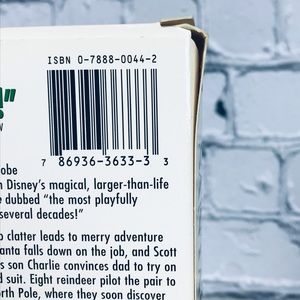 ISBN 0-7888-0044-2
7 86936-3633-3 3
A"
obe
n Disney's magical, larger-than-life
e dubbed "the most playfully
several decades!"
o clatter leads to merry adventure
anta falls down on the job, and Scott
s son Charlie convinces dad to try on
d suit. Eight reindeer pilot the pair to
orth Pole, where they soon discover